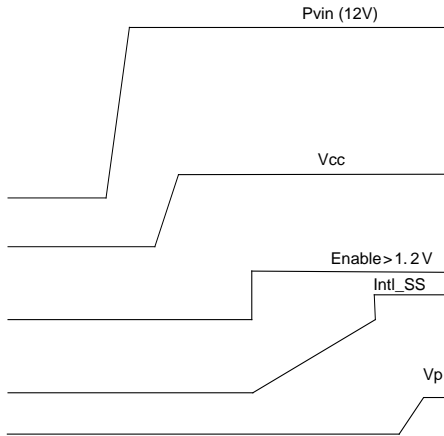 Pvin (12V)
Vcc
Enable>1.2V
Intl_SS
Vp